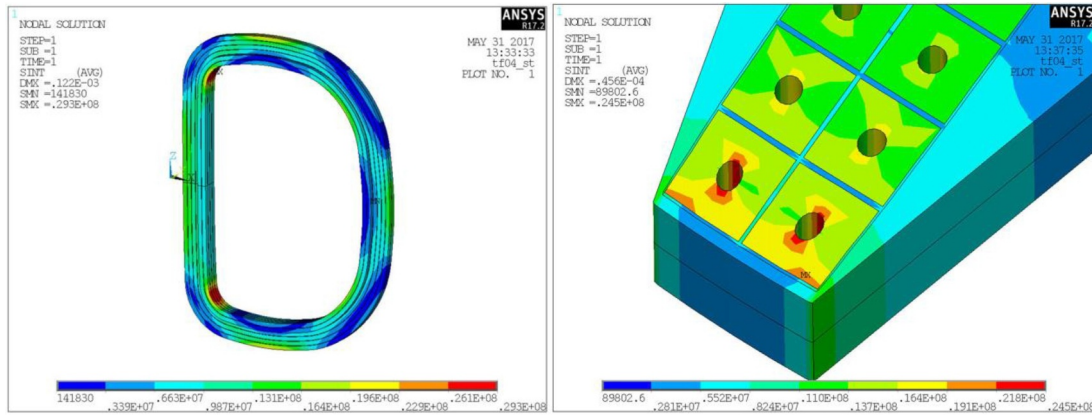 1
NODAL SOLUTION
STEP=1
SUB =1
TIME=1
SINT     (AVG)
DMX =.122E-03
SMN =141830
SMX =.293E+08
ANSYS
R17.2
MAY 31 2017
13:33:33
tf04_st
PLOT NO.   1
Z
141830 .663E+07 .131E+08 .196E+08 .261E+08
.339E+07 .987E+07 .164E+08 .229E+08 .293E+08
1
NODAL SOLUTION
STEP=1
SUB =1
TIME=1
SINT     (AVG)
DMX =.456E-04
SMN =89802.6
SMX =.245E+08
ANSYS
R17.2
MAY 31 2017
13:37:35
tf04_st
PLOT NO.   1
MX
89802.6 .552E+07 .110E+08 .164E+08 .218E+08
.281E+07 .824E+07 .137E+08 .191E+08 .245E+08